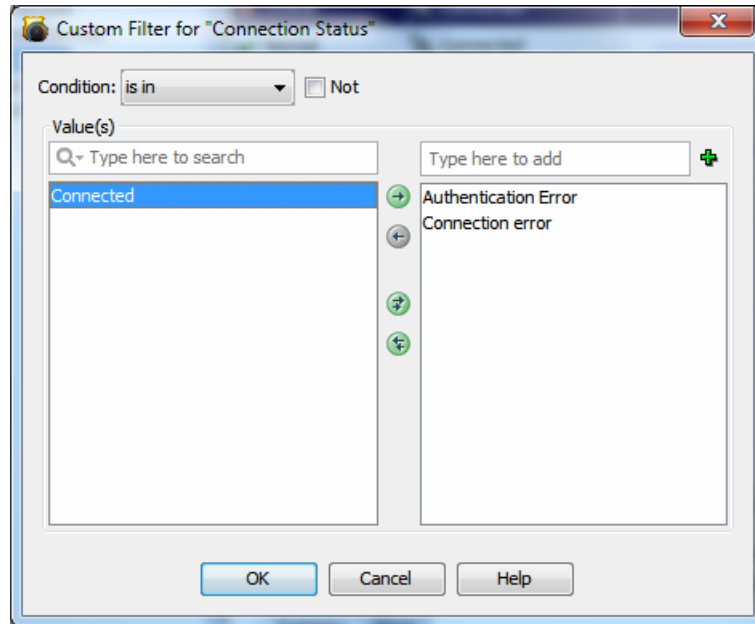 Custom Filter for "Connection Status"
Condition: is in Not
Value(s)
Type here to search
Type here to add
Connected
Authentication Error
Connection error
OK Cancel Help